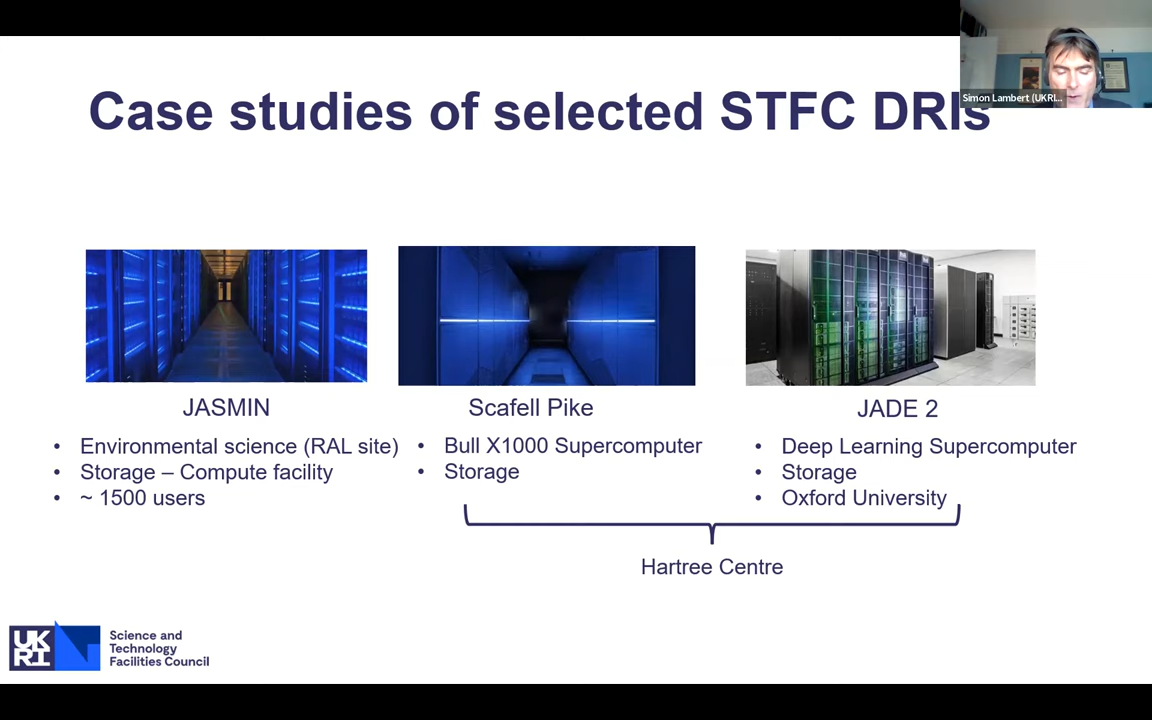 Case studies of selected STFC DRIs
Simon Lambert (UKRI...
JASMIN
• Environmental science (RAL site)
• Storage – Compute facility
• ~ 1500 users
Scafell Pike
• Bull X1000 Supercomputer
• Storage
JADE 2
• Deep Learning Supercomputer
• Storage
• Oxford University
Hartree Centre
UK
RI
Science and
Technology
Facilities Council